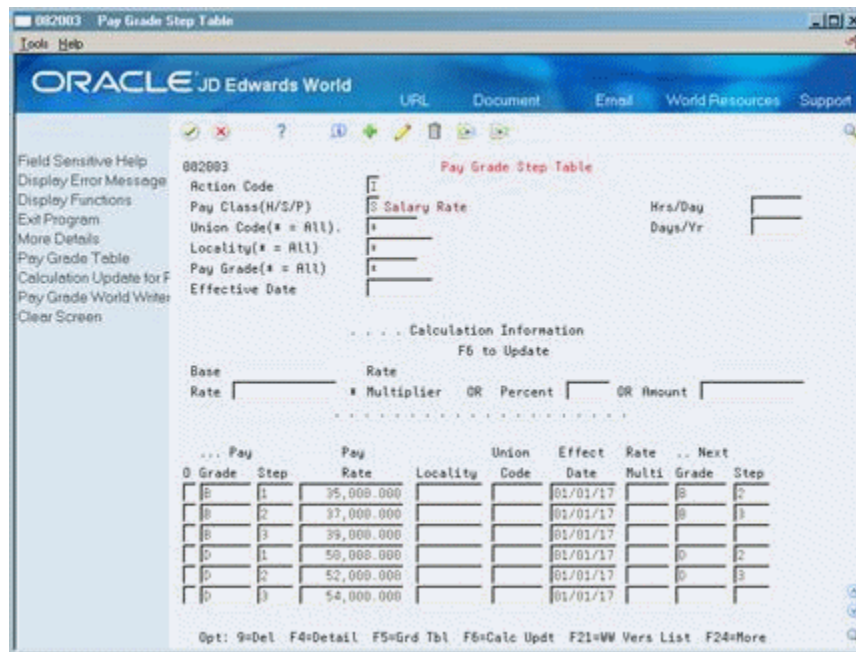 082003 Pay Grade Step Table
Tools Help
ORACLE JD Edwards World
URL Document Email World Resources Support
Field Sensitive Help
Display Error Message
Display Functions
Exit Program
More Details
Pay Grade Table
Calculation Update for F
Pay Grade World Writer
Clear Screen
082003 Pay Grade Step Table
Action Code I
Pay Class(H/S/P) S Salary Rate Hrs/Day
Union Code(* = All). * Days/Yr
Locality(* = All) *
Pay Grade(* = All) *
Effective Date
. . . . Calculation Information
F6 to Update
Base Rate
Rate * Multiplier OR Percent OR Amount
. . . . . . . . . . . . . . . . . . . .
... Pay Pay Union Effect Rate .. Next
O Grade Step Rate Locality Code Date Multi Grade Step
B 1 35,000.000 01/01/17 B 2
B 2 37,000.000 01/01/17 B 3
B 3 39,000.000 01/01/17
D 1 50,000.000 01/01/17 D 2
D 2 52,000.000 01/01/17 D 3
D 3 54,000.000 01/01/17
Opt: 9=Del F4=Detail F5=Grd Tbl F6=Calc Updt F21=WW Vers List F24=More